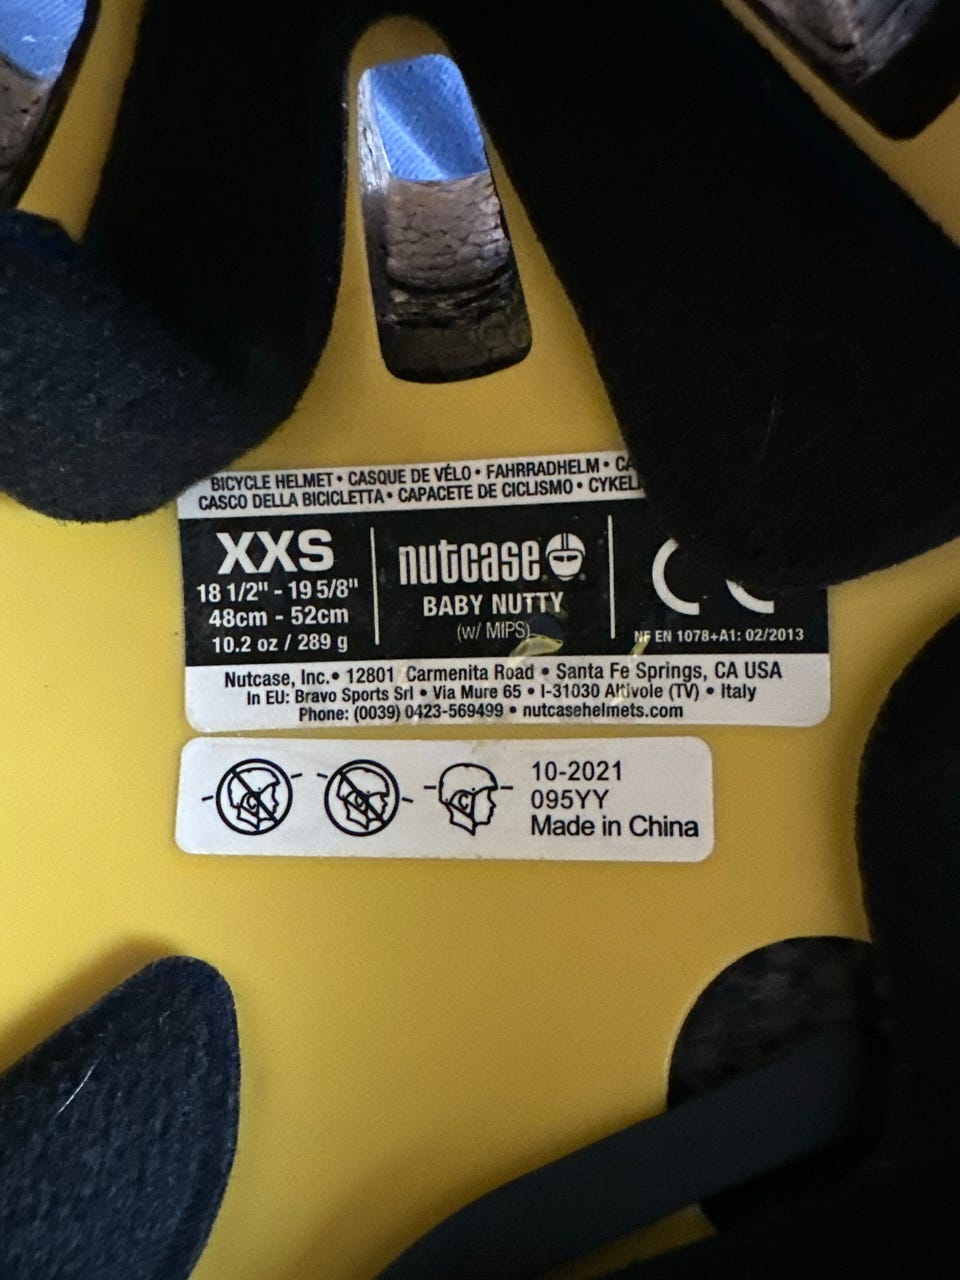 BICYCLE HELMET • CASQUE DE VÉLO • FAHRRADHELM •
CASCO DELLA BICICLETTA • CAPACETE DE CICLISMO •
XXS
18 1/2" - 19 5/8"
48cm - 52cm
10.2 oz / 289 g
nutcase
BABY NUTTY
(w/ MIPS)
CE
NF EN 1078+A1: 02/2013
Nutcase, Inc. • 12801 Carmenita Road • Santa Fe Springs, CA USA
In EU: Bravo Sports Srl • Via Mure 65 • I-31030 Altivole (TV) • Italy
Phone: (0039) 0423-569499 • nutcasehelmets.com
10-2021
095YY
Made in China